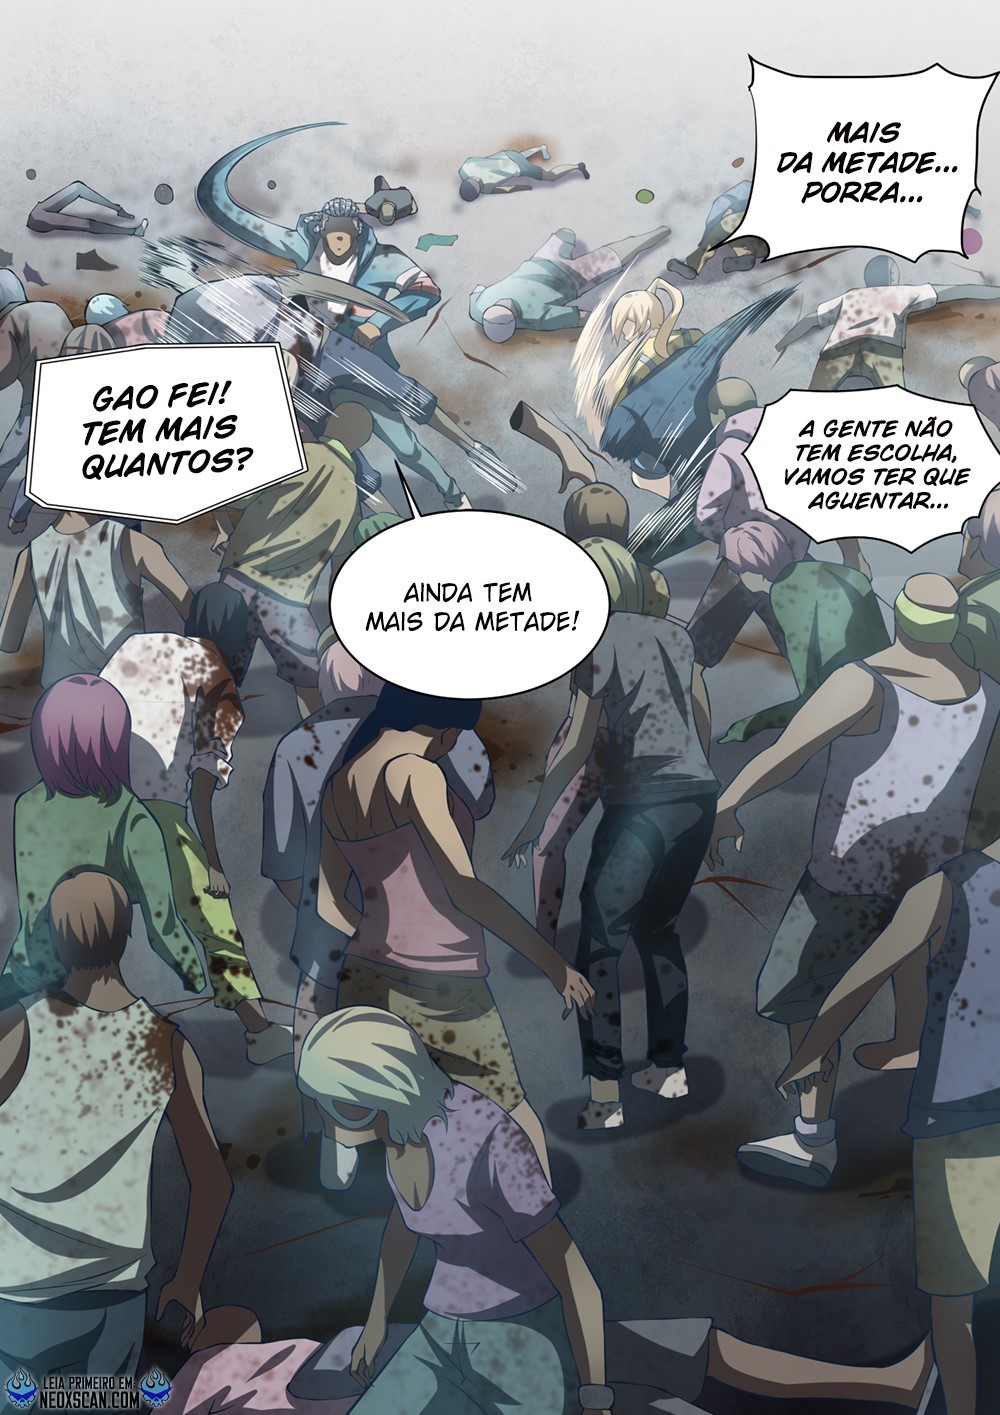 GAO FEI!
TEM MAIS
QUANTOS?
AINDA TEM
MAIS DA METADE!
MAIS
DA METADE...
PORRA...
A GENTE NÃO
TEM ESCOLHA,
VAMOS TER QUE
AGUENTAR...
LEIA PRIMEIRO EM:
NEOXSCAN.COM